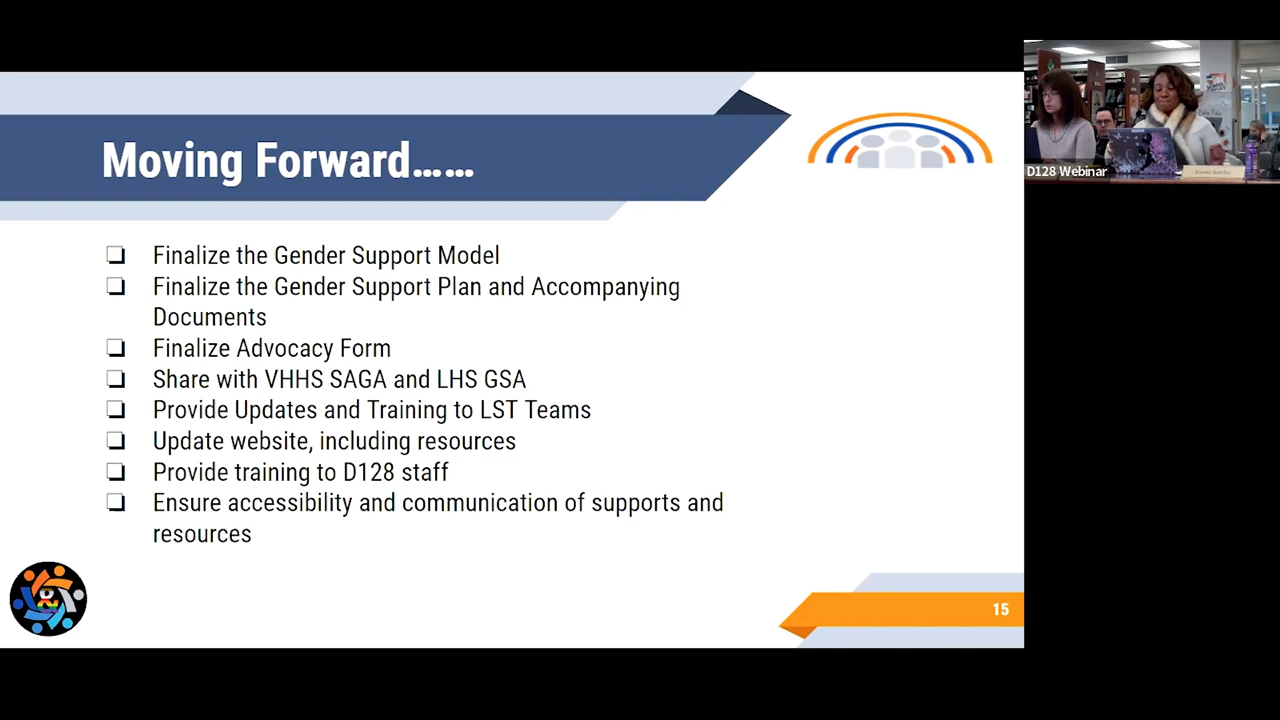 Moving Forward……
❏ Finalize the Gender Support Model
❏ Finalize the Gender Support Plan and Accompanying
Documents
❏ Finalize Advocacy Form
❏ Share with VHHS SAGA and LHS GSA
❏ Provide Updates and Training to LST Teams
❏ Update website, including resources
❏ Provide training to D128 staff
❏ Ensure accessibility and communication of supports and
resources
15
D128 Webinar